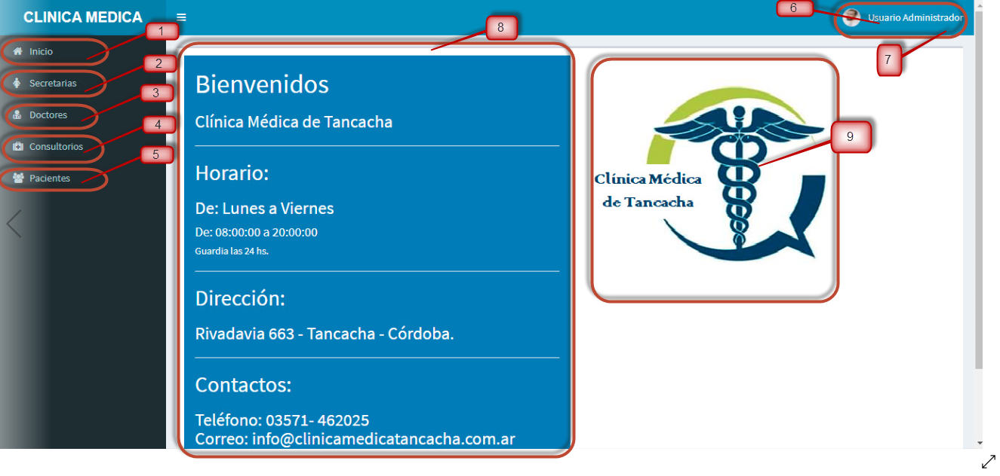 CLINICA MEDICA
6
Usuario Administrador
7
1
Inicio
2
Secretarias
3
Doctores
4
Consultorios
5
Pacientes
8
Bienvenidos
Clínica Médica de Tancacha
Horario:
De: Lunes a Viernes
De: 08:00:00 a 20:00:00
Guardia las 24 hs.
Dirección:
Rivadavia 663 - Tancacha - Córdoba.
Contactos:
Teléfono: 03571- 462025
Correo: info@clinicamedicatancacha.com.ar
9
Clínica Médica
de Tancacha